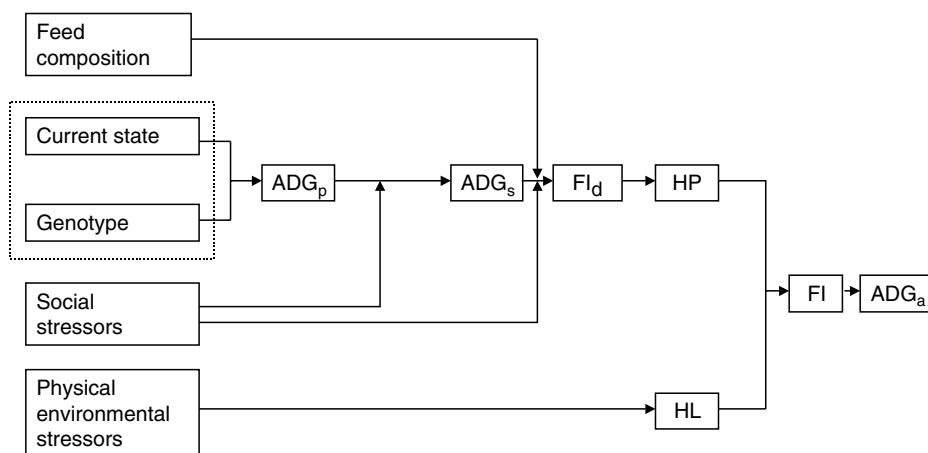 Feed
composition
Current state
Genotype
ADGp
ADGs
FId
HP
Social
stressors
FI
ADGa
Physical
environmental
stressors
HL